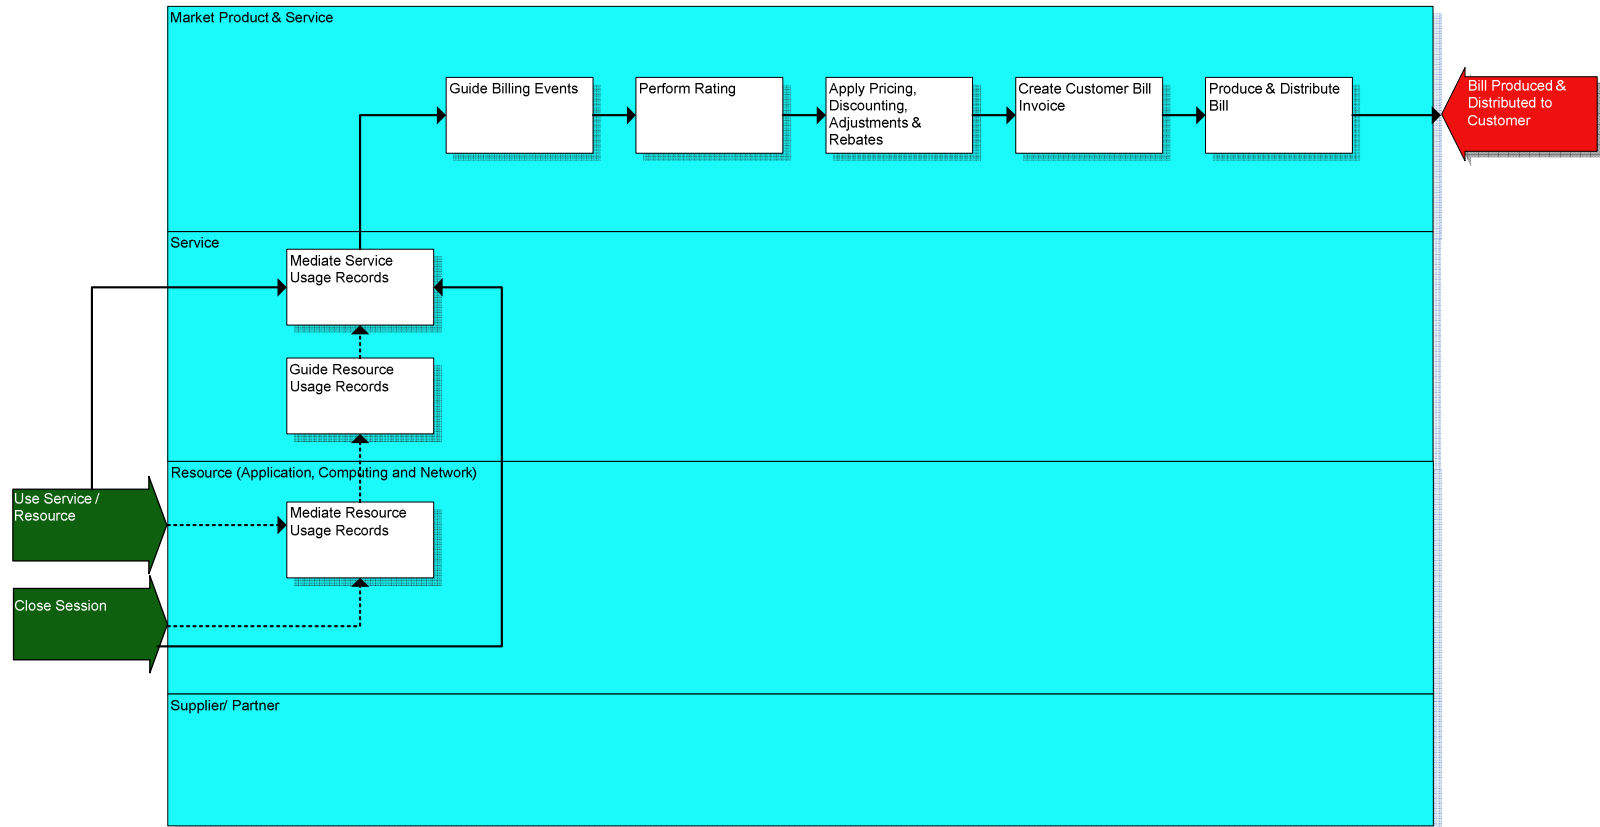 Market Product & Service
Guide Billing Events
Perform Rating
Apply Pricing,
Discounting,
Adjustments &
Rebates
Create Customer Bill
Invoice
Produce & Distribute
Bill
Bill Produced &
Distributed to
Customer
Service
Mediate Service
Usage Records
Guide Resource
Usage Records
Resource (Application, Computing and Network)
Mediate Resource
Usage Records
Use Service /
Resource
Close Session
Supplier/ Partner